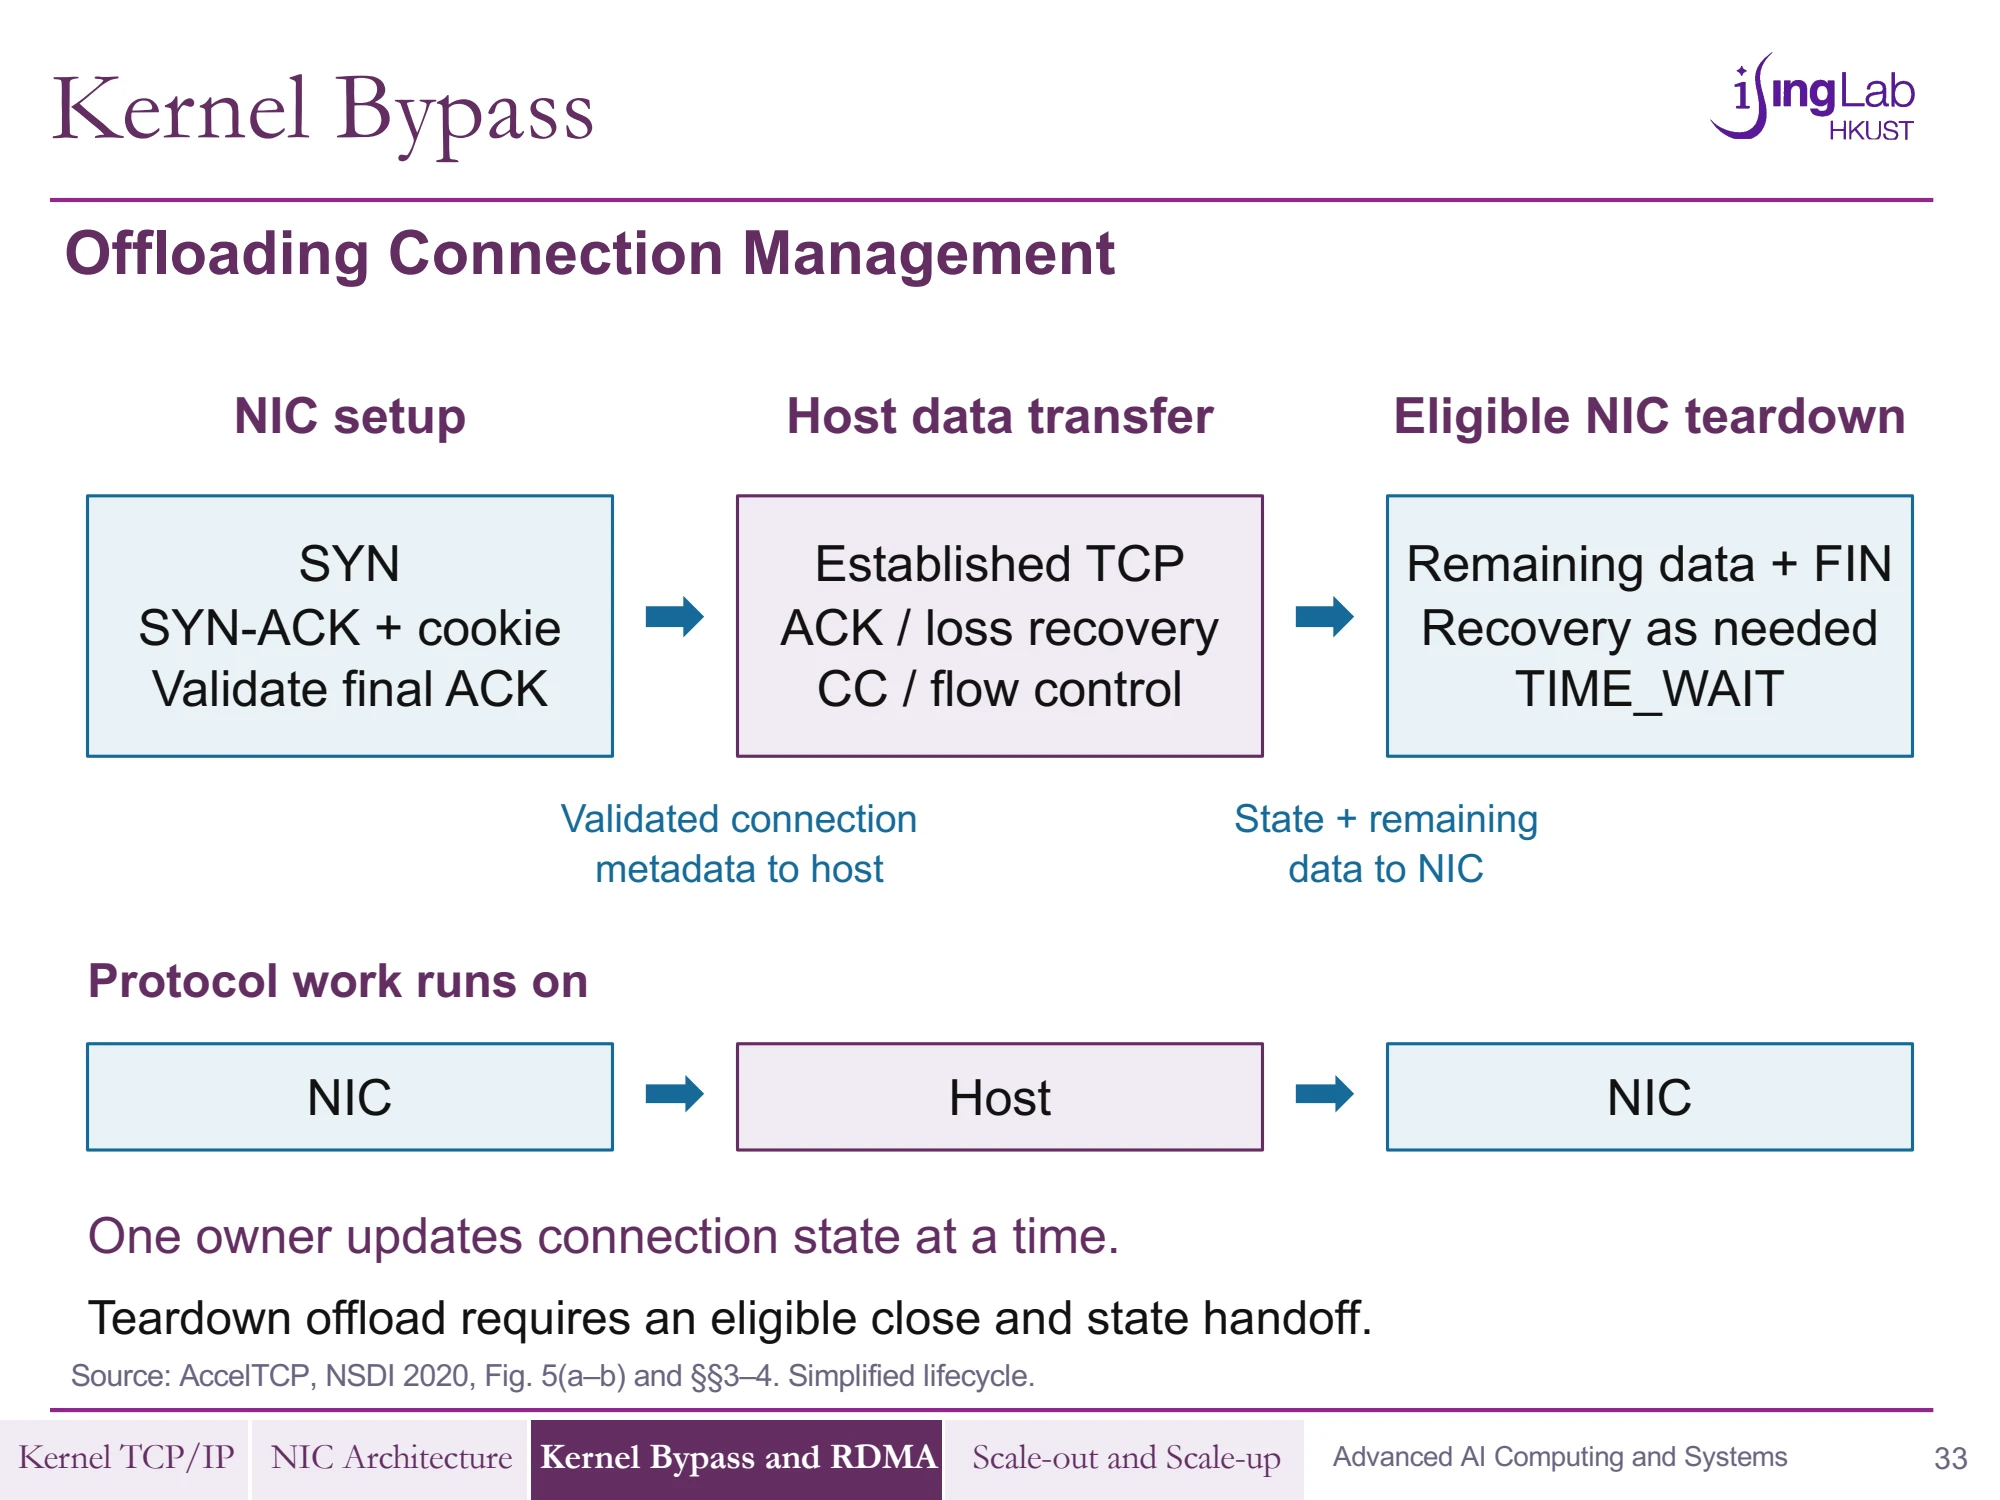 Kernel Bypass
isingLab
HKUST
Offloading Connection Management
NIC setup
Host data transfer
Eligible NIC teardown
SYN
SYN-ACK + cookie
Validate final ACK
Established TCP
ACK / loss recovery
CC / flow control
Remaining data + FIN
Recovery as needed
TIME_WAIT
Validated connection
metadata to host
State + remaining
data to NIC
Protocol work runs on
NIC
Host
NIC
One owner updates connection state at a time.
Teardown offload requires an eligible close and state handoff.
Source: AccelTCP, NSDI 2020, Fig. 5(a–b) and §§3–4. Simplified lifecycle.
Kernel TCP/IP
NIC Architecture
Kernel Bypass and RDMA
Scale-out and Scale-up
Advanced AI Computing and Systems
33